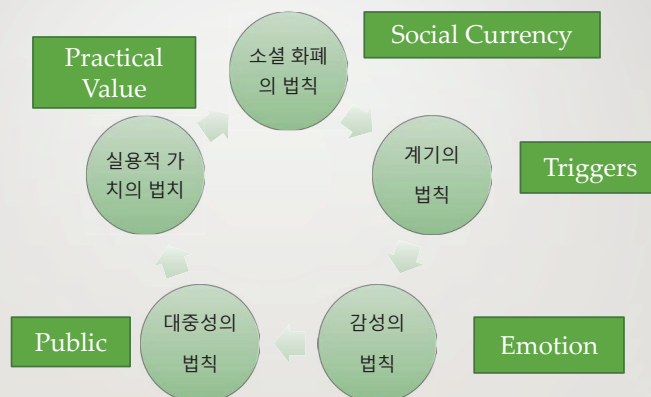 소셜 화폐
의 법칙
Social Currency
계기의
법칙
Triggers
감성의
법칙
Emotion
대중성의
법칙
Public
실용적 가
치의 법치
Practical
Value